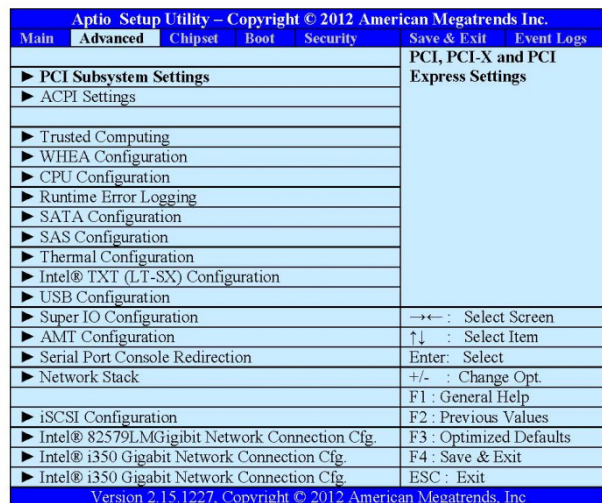 Aptio Setup Utility – Copyright © 2012 American Megatrends Inc.
Main Advanced Chipset Boot Security Save & Exit Event Logs
PCI, PCI-X and PCI
Express Settings
► PCI Subsystem Settings
► ACPI Settings
► Trusted Computing
► WHEA Configuration
► CPU Configuration
► Runtime Error Logging
► SATA Configuration
► SAS Configuration
► Thermal Configuration
► Intel® TXT (LT-SX) Configuration
► USB Configuration
► Super IO Configuration
► AMT Configuration
► Serial Port Console Redirection
► Network Stack
► iSCSI Configuration
► Intel® 82579LMGigibit Network Connection Cfg.
► Intel® i350 Gigabit Network Connection Cfg.
► Intel® i350 Gigabit Network Connection Cfg.
→← : Select Screen
↑↓ : Select Item
Enter: Select
+/- : Change Opt.
F1 : General Help
F2 : Previous Values
F3 : Optimized Defaults
F4 : Save & Exit
ESC : Exit
Version 2.15.1227, Copyright © 2012 American Megatrends, Inc